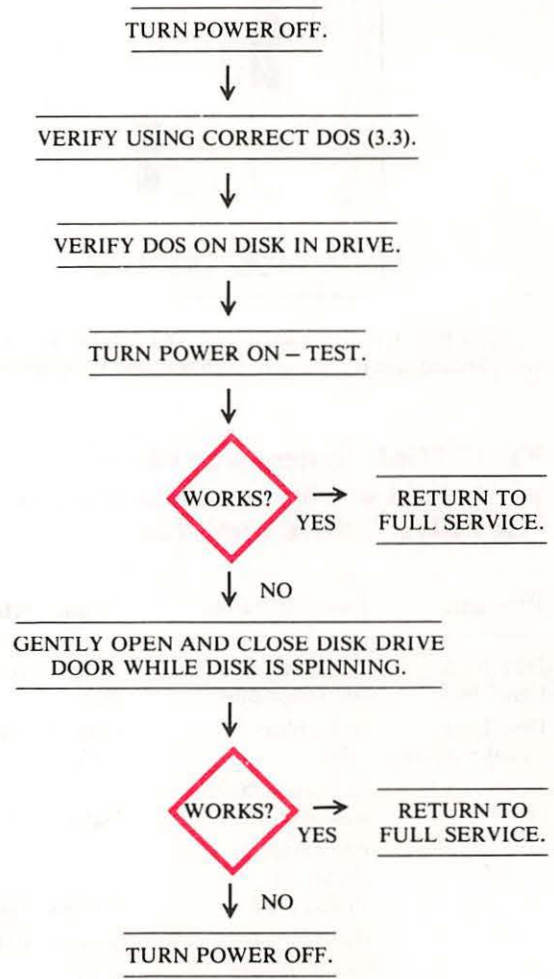 TURN POWER OFF.
VERIFY USING CORRECT DOS (3.3).
VERIFY DOS ON DISK IN DRIVE.
TURN POWER ON – TEST.
WORKS?
YES
RETURN TO
FULL SERVICE.
NO
GENTLY OPEN AND CLOSE DISK DRIVE
DOOR WHILE DISK IS SPINNING.
WORKS?
YES
RETURN TO
FULL SERVICE.
NO
TURN POWER OFF.